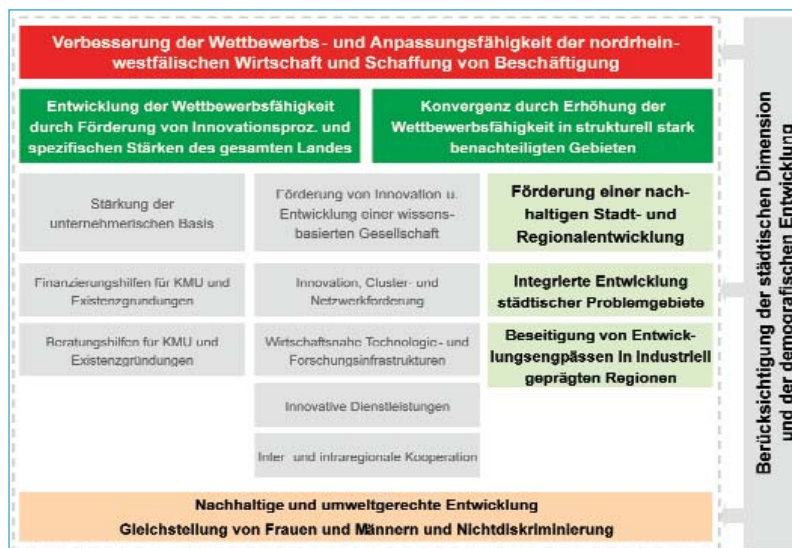 Verbesserung der Wettbewerbs- und Anpassungsfähigkeit der nordrhein-
westfälischen Wirtschaft und Schaffung von Beschäftigung
Entwicklung der Wettbewerbsfähigkeit
durch Förderung von Innovationsproz. und
spezifischen Stärken des gesamten Landes
Konvergenz durch Erhöhung der
Wettbewerbsfähigkeit in strukturell stark
benachteiligten Gebieten
Stärkung der
unternehmerischen Basis
Förderung von Innovation u.
Entwicklung einer wissens-
basierten Gesellschaft
Förderung einer nach-
haltigen Stadt- und
Regionalentwicklung
Finanzierungshilfen für KMU und
Existenzgründungen
Innovation, Cluster- und
Netzwerkförderung
Integrierte Entwicklung
städtischer Problemgebiete
Beratungshilfen für KMU und
Existenzgründungen
Wirtschaftsnahe Technologie- und
Forschungsinfrastrukturen
Beseitigung von Entwick-
lungsengpässen in industriell
geprägten Regionen
Innovative Dienstleistungen
Inter- und intraregionale Kooperation
Nachhaltige und umweltgerechte Entwicklung
Gleichstellung von Frauen und Männern und Nichtdiskriminierung
Berücksichtigung der städtischen Dimension
und der demografischen Entwicklung